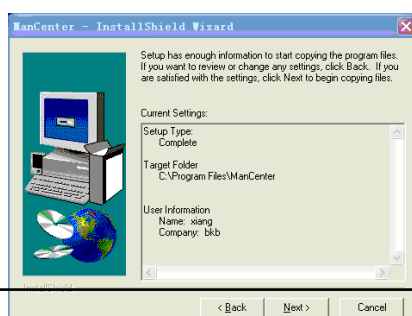 ManCenter - InstallShield Wizard
Setup has enough information to start copying the program files.
If you want to review or change any settings, click Back. If you
are satisfied with the settings, click Next to begin copying files.
Current Settings:
Setup Type:
Complete
Target Folder
C:\Program Files\ManCenter
User Information
Name: xiang
Company: bkb
InstallShield
< Back
Next >
Cancel